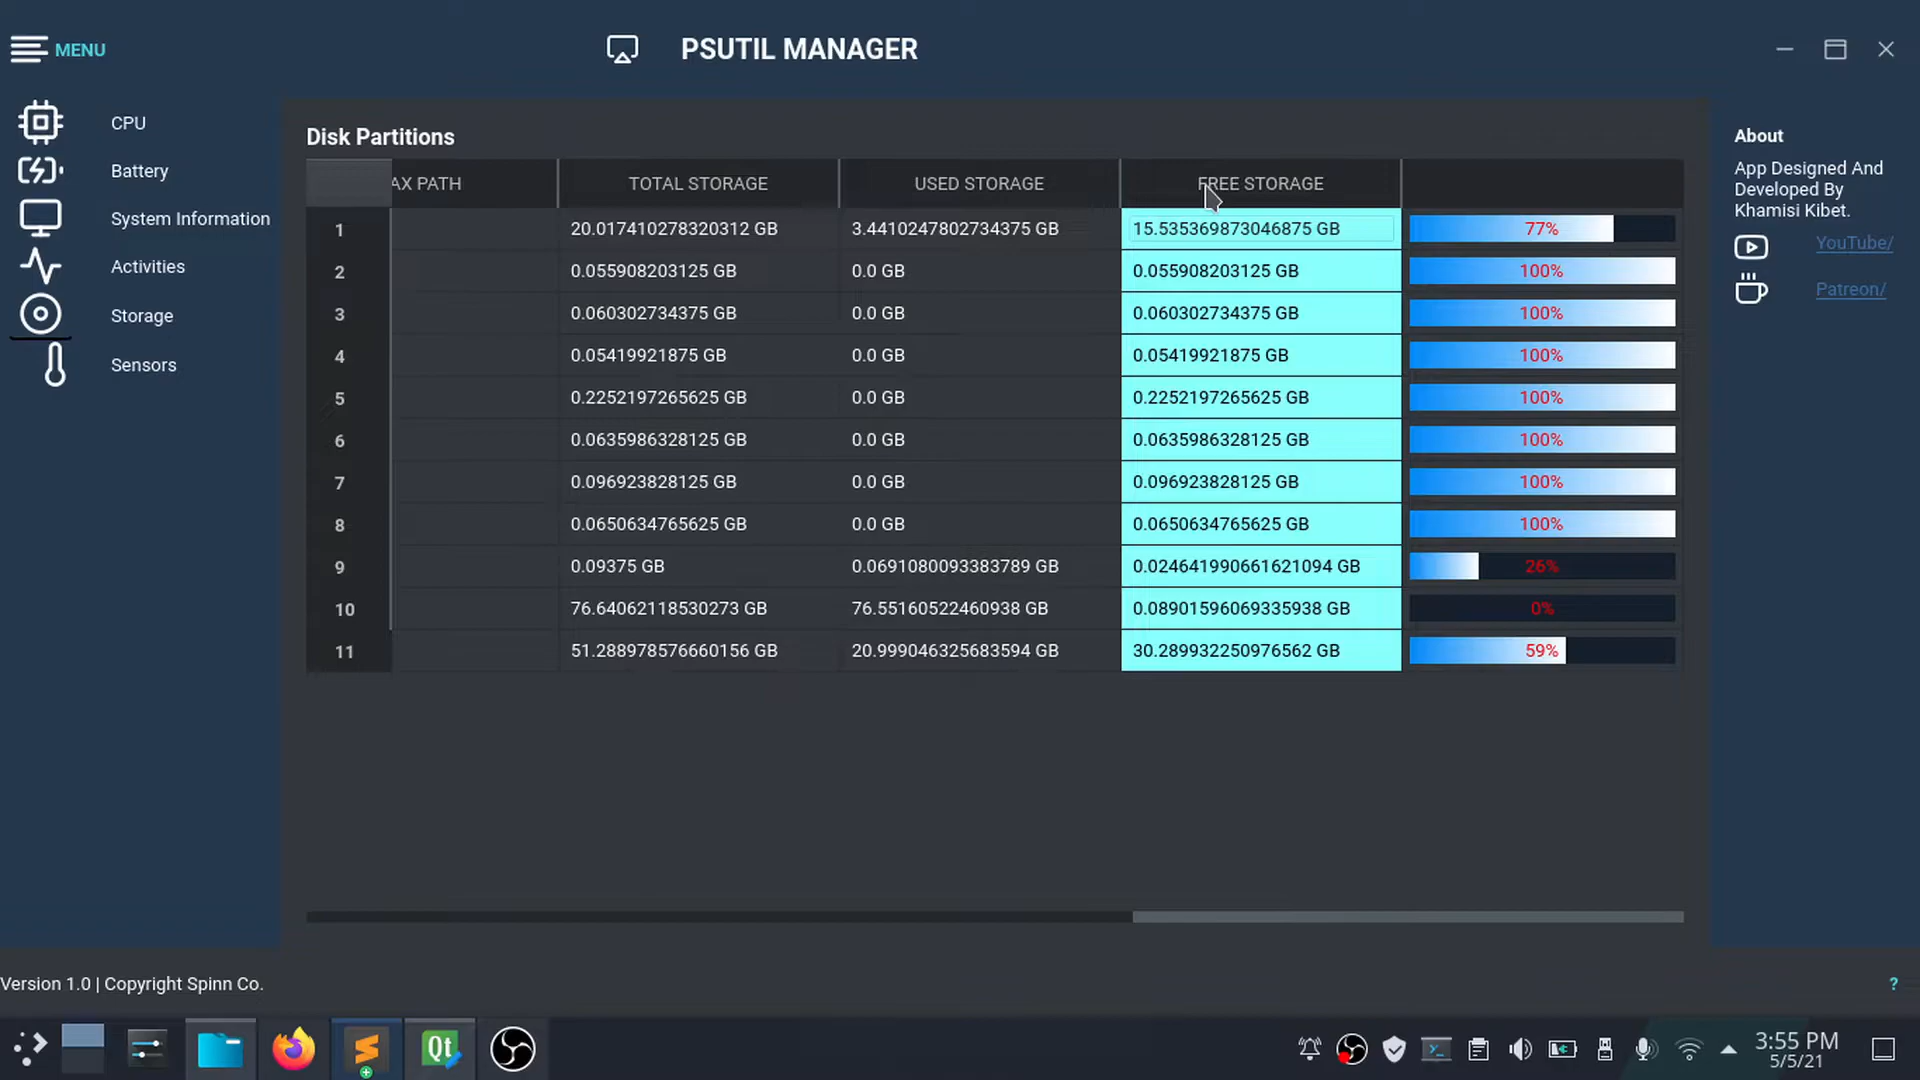 MENU
PSUTIL MANAGER
CPU
Battery
System Information
Activities
Storage
Sensors
Disk Partitions
AX PATH TOTAL STORAGE USED STORAGE FREE STORAGE
1 20.017410278320312 GB 3.4410247802734375 GB 15.535369873046875 GB 77%
2 0.055908203125 GB 0.0 GB 0.055908203125 GB 100%
3 0.060302734375 GB 0.0 GB 0.060302734375 GB 100%
4 0.05419921875 GB 0.0 GB 0.05419921875 GB 100%
5 0.2252197265625 GB 0.0 GB 0.2252197265625 GB 100%
6 0.0635986328125 GB 0.0 GB 0.0635986328125 GB 100%
7 0.096923828125 GB 0.0 GB 0.096923828125 GB 100%
8 0.0650634765625 GB 0.0 GB 0.0650634765625 GB 100%
9 0.09375 GB 0.0691080093383789 GB 0.024641990661621094 GB 26%
10 76.64062118530273 GB 76.55160522460938 GB 0.08901596069335938 GB 0%
11 51.288978576660156 GB 20.999046325683594 GB 30.289932250976562 GB 59%
About
App Designed And
Developed By
Khamisi Kibet.
YouTube/
Patreon/
Version 1.0 | Copyright Spinn Co.
?
Qt
3:55 PM
5/5/21